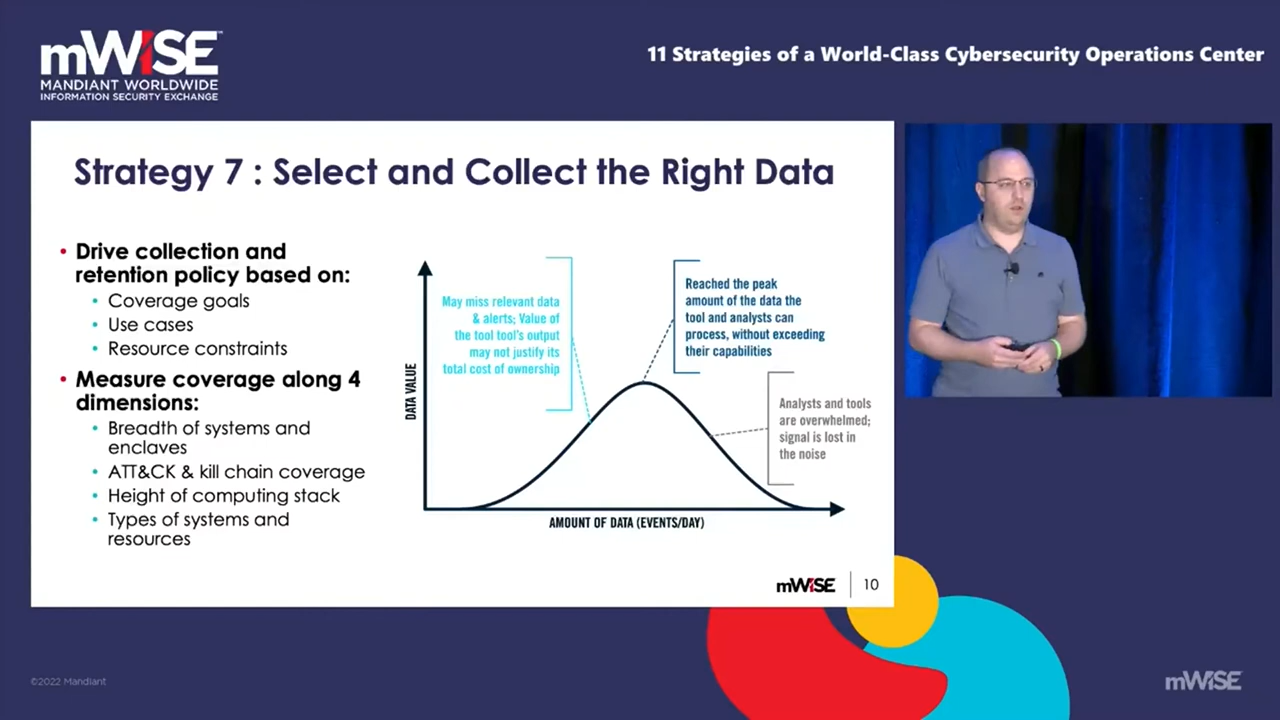 mWISE
MANDIANT WORLDWIDE
INFORMATION SECURITY EXCHANGE
11 Strategies of a World-Class Cybersecurity Operations Center
Strategy 7 : Select and Collect the Right Data
• Drive collection and
retention policy based on:
• Coverage goals
• Use cases
• Resource constraints
• Measure coverage along 4
dimensions:
• Breadth of systems and
enclaves
• ATT&CK & kill chain coverage
• Height of computing stack
• Types of systems and
resources
DATA VALUE
May miss relevant data
& alerts; Value of
the tool tool's output
may not justify its
total cost of ownership
Reached the peak
amount of the data the
tool and analysts can
process, without exceeding
their capabilities
Analysts and tools
are overwhelmed;
signal is lost in
the noise
AMOUNT OF DATA (EVENTS/DAY)
mWISE
10
©2022 Mandiant
mWISE